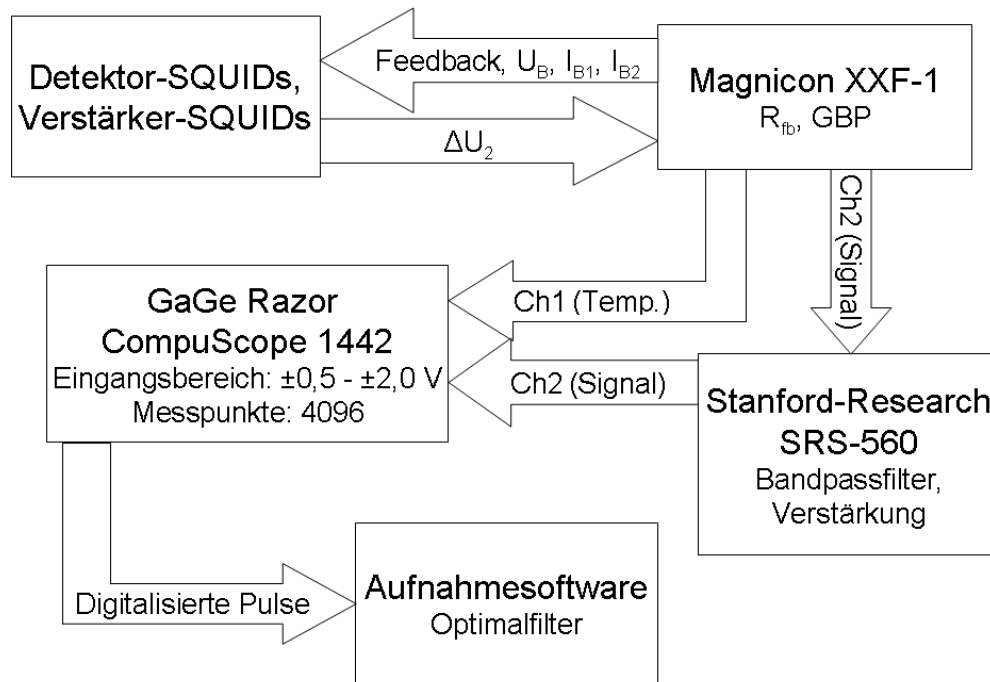 Detektor-SQUIDs,
Verstärker-SQUIDs
Feedback, U_B, I_B1, I_B2
ΔU_2
Magnicon XXF-1
R_fb, GBP
Ch2 (Signal)
Ch1 (Temp.)
GaGe Razor
CompuScope 1442
Eingangsbereich: ±0,5 - ±2,0 V
Messpunkte: 4096
Ch2 (Signal)
Stanford-Research
SRS-560
Bandpassfilter,
Verstärkung
Digitalisierte Pulse
Aufnahmesoftware
Optimalfilter